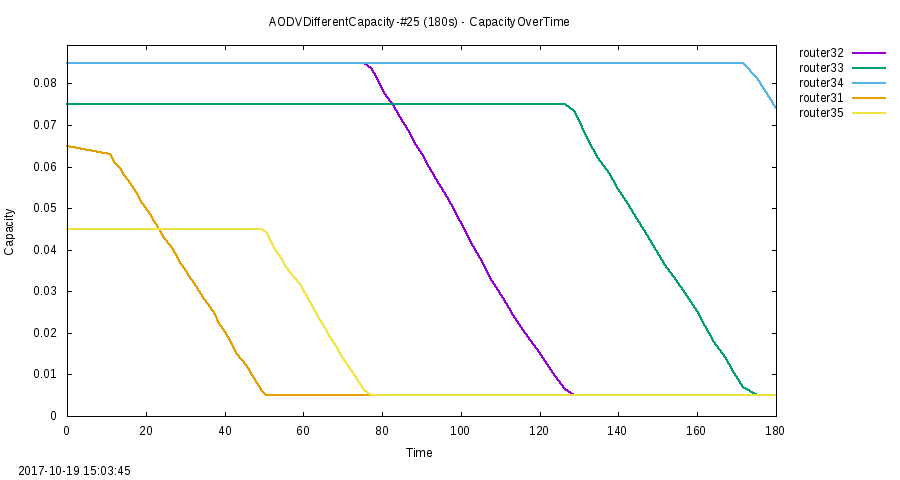 AODVDifferentCapacity-#25 (180s) - CapacityOverTime
router32
router33
router34
router31
router35
Capacity
0.08
0.07
0.06
0.05
0.04
0.03
0.02
0.01
0
0 20 40 60 80 100 120 140 160 180
Time
2017-10-19 15:03:45